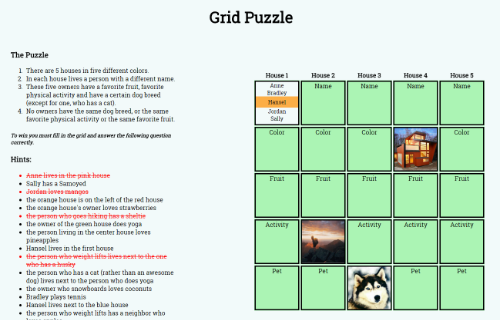 Grid Puzzle
The Puzzle
1. There are 5 houses in five different colors.
2. In each house lives a person with a different name.
3. These five owners have a favorite fruit, favorite
physical activity and have a certain dog breed
(except for one, who has a cat).
4. No owners have the same dog breed, or the same
favorite physical activity or the same favorite fruit.
To win you must fill in the grid and answer the following question
correctly.
Hints:
Anne lives in the pink house
Sally has a Samoyed
Jordan loves mangos
the orange house is on the left of the red house
the orange house's owner loves strawberries
the person who goes hiking has a sheltie
the owner of the green house does yoga
the person living in the center house loves
pineapples
Hansel lives in the first house
the person who weight lifts lives next to the one
who has a husky
the person who has a cat (rather than an awesome
dog) lives next to the person who does yoga
the owner who snowboards loves coconuts
Bradley plays tennis
Hansel lives next to the blue house
the person who weight lifts has a neighbor who
House 1 House 2 House 3 House 4 House 5
Anne
Bradley
Hansel
Jordan
Sally
Name Name Name Name
Color Color Color Color
Fruit Fruit Fruit Fruit Fruit
Activity Activity Activity Activity
Pet Pet Pet Pet